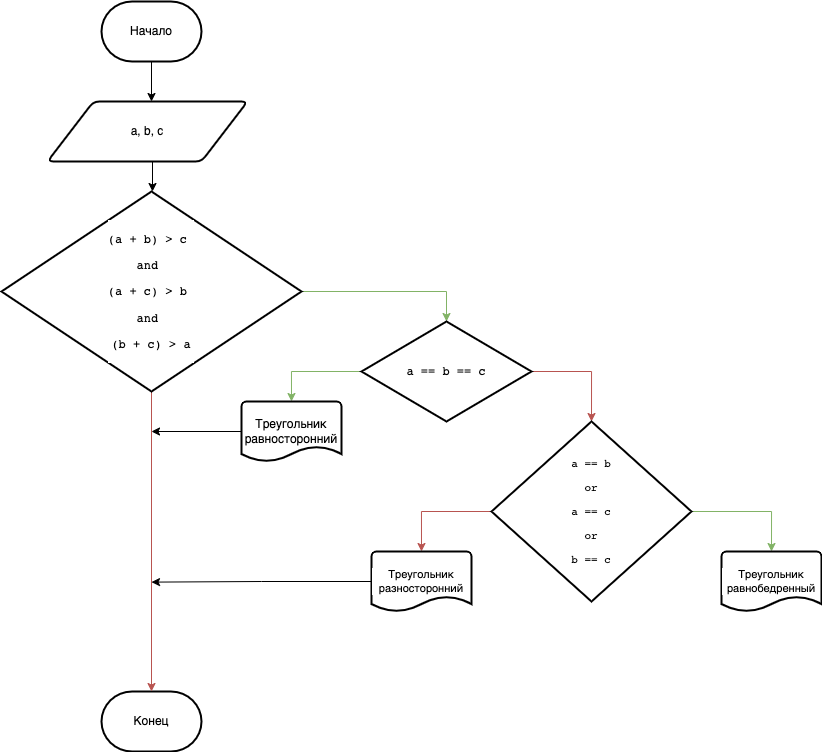 Начало
a, b, c
(a + b) > c
and
(a + c) > b
and
(b + c) > a
a == b == c
Треугольник
равносторонний
a == b
or
a == c
or
b == c
Треугольник
разносторонний
Треугольник
равнобедренный
Конец